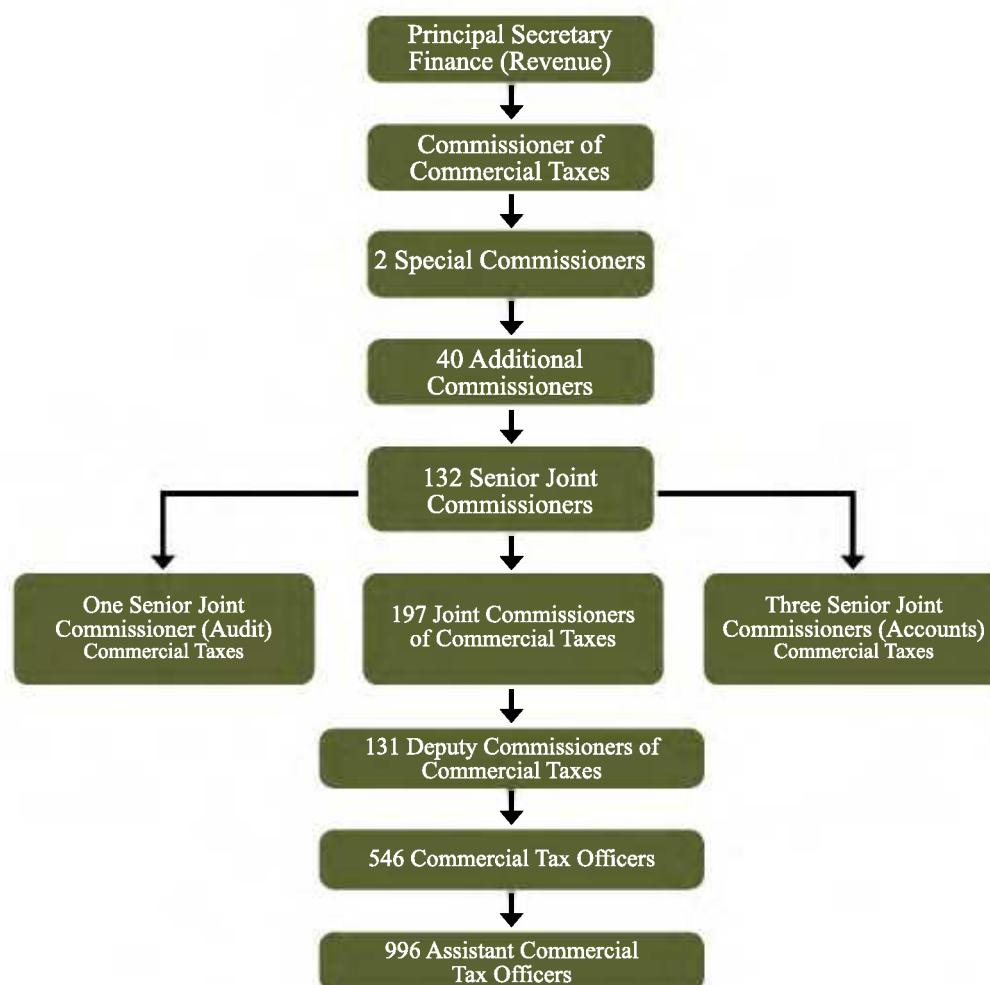 Principal Secretary
Finance (Revenue)
Commissioner of
Commercial Taxes
2 Special Commissioners
40 Additional
Commissioners
132 Senior Joint
Commissioners
One Senior Joint
Commissioner (Audit)
Commercial Taxes
197 Joint Commissioners
of Commercial Taxes
Three Senior Joint
Commissioners (Accounts)
Commercial Taxes
131 Deputy Commissioners of
Commercial Taxes
546 Commercial Tax Officers
996 Assistant Commercial
Tax Officers